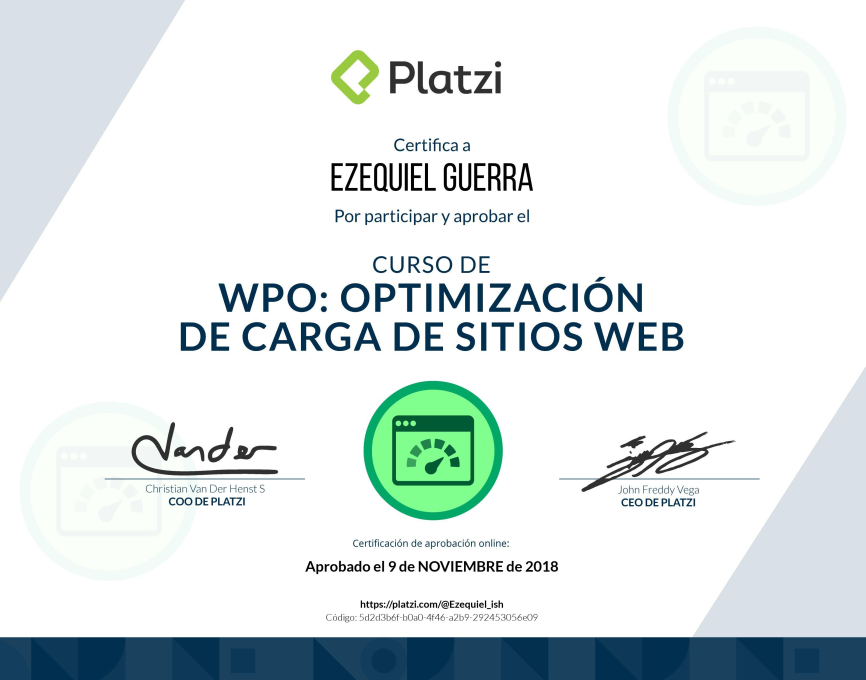 Platzi
Certifica a
EZEQUIEL GUERRA
Por participar y aprobar el
CURSO DE
WPO: OPTIMIZACIÓN
DE CARGA DE SITIOS WEB
Vander
Christian Van Der Henst S
COO DE PLATZI
John Freddy Vega
CEO DE PLATZI
Certificación de aprobación online:
Aprobado el 9 de NOVIEMBRE de 2018
https://platzi.com/@Ezequiel_ish
Código: 5d2d3b6f-b0a0-4f46-a2b9-292453056e09